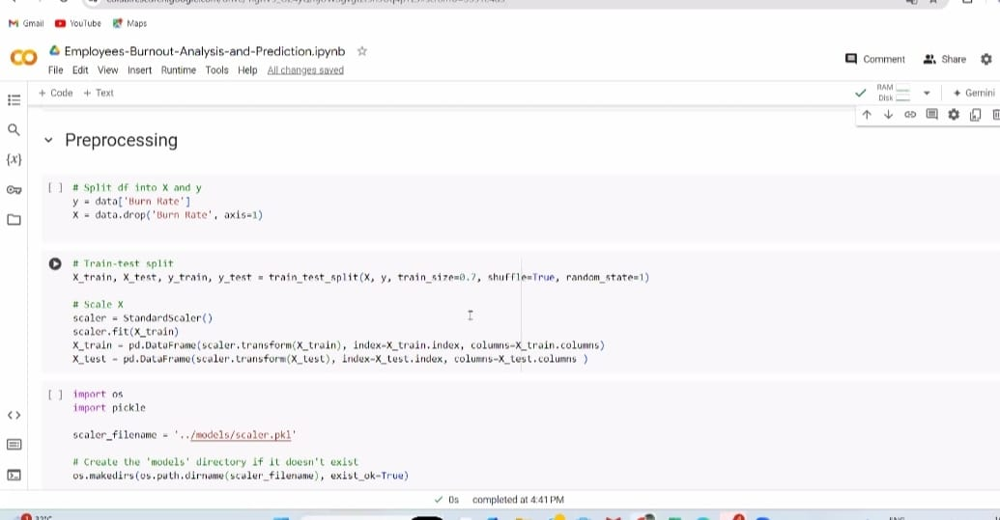 Gmail YouTube Maps
Employees-Burnout-Analysis-and-Prediction.ipynb
File Edit View Insert Runtime Tools Help All changes saved
Comment Share
+ Code + Text
RAM
Disk
Gemini
Preprocessing
[ ] # Split df into X and y
y = data['Burn Rate']
X = data.drop('Burn Rate', axis=1)
# Train-test split
X_train, X_test, y_train, y_test = train_test_split(X, y, train_size=0.7, shuffle=True, random_state=1)
# Scale X
scaler = StandardScaler()
scaler.fit(X_train)
X_train = pd.DataFrame(scaler.transform(X_train), index=X_train.index, columns=X_train.columns)
X_test = pd.DataFrame(scaler.transform(X_test), index=X_test.index, columns=X_test.columns )
[ ] import os
import pickle
scaler_filename = '../models/scaler.pkl'
# Create the 'models' directory if it doesn't exist
os.makedirs(os.path.dirname(scaler_filename), exist_ok=True)
0s completed at 4:41 PM